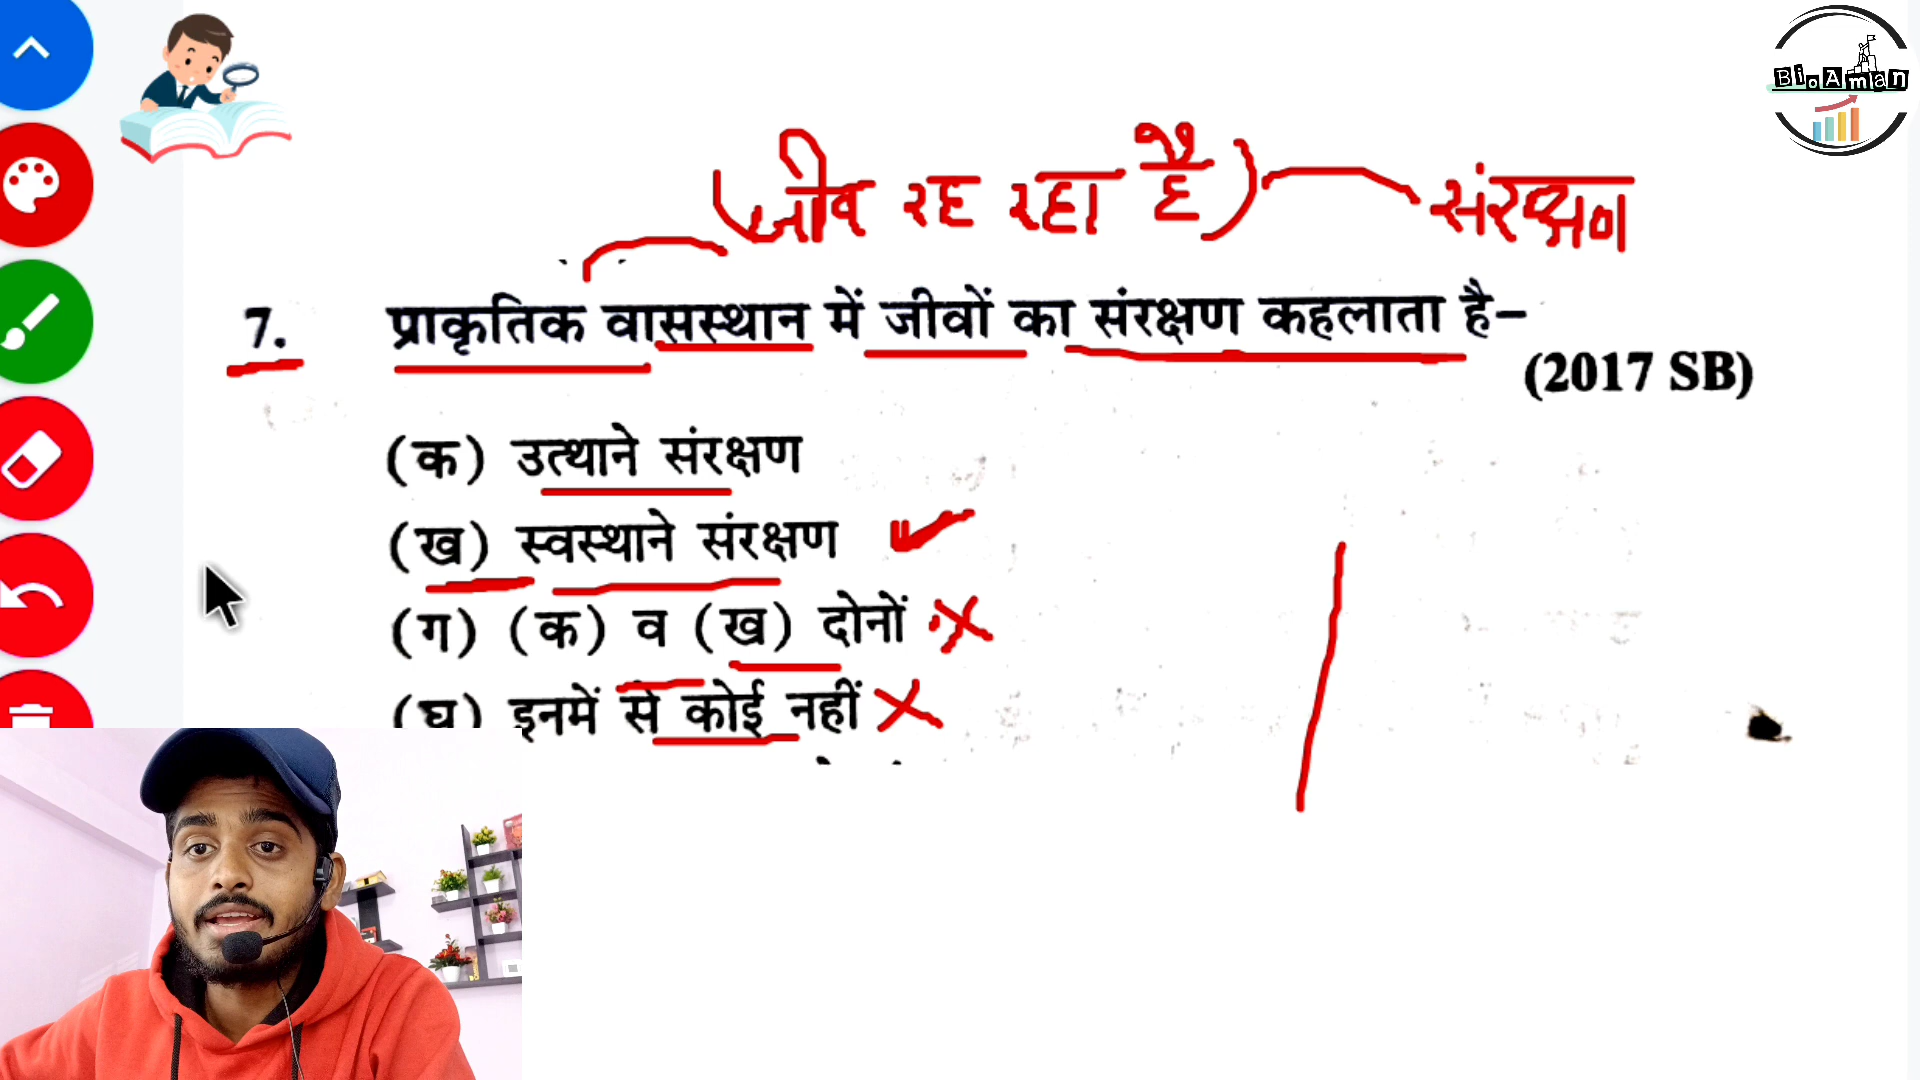 BioAman
जीव रह रहा है
संरक्षण
7. प्राकृतिक वासस्थान में जीवों का संरक्षण कहलाता है–
(2017 SB)
(क) उत्थाने संरक्षण
(ख) स्वस्थाने संरक्षण
(ग) (क) व (ख) दोनों
(घ) इनमें से कोई नहीं